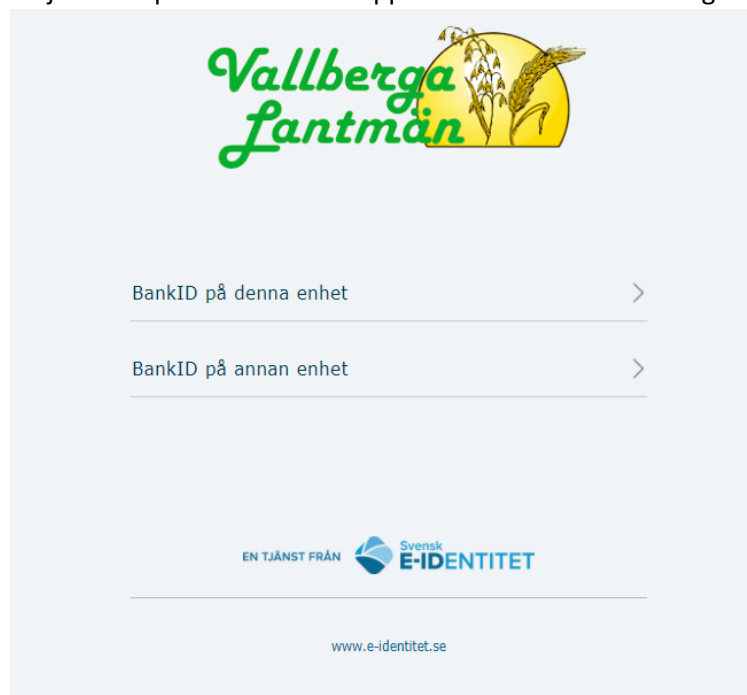 Vallberga
Lantmän
BankID på denna enhet
BankID på annan enhet
EN TJÄNST FRÅN
Svensk
E-IDENTITET
www.e-identitet.se